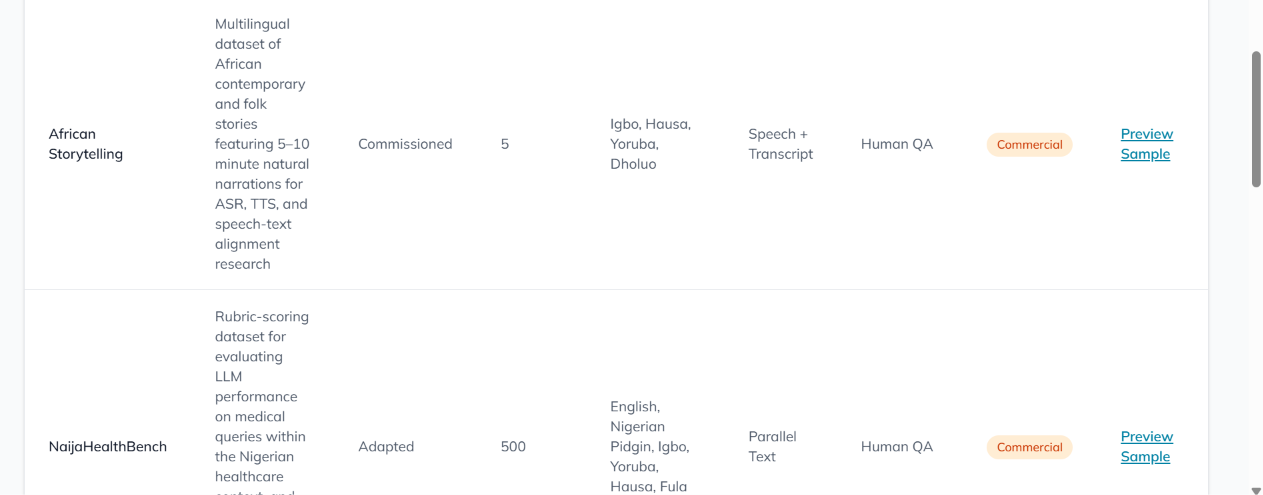 African
Storytelling
Multilingual
dataset of
African
contemporary
and folk
stories
featuring 5–10
minute natural
narrations for
ASR, TTS, and
speech-text
alignment
research
Commissioned
5
Igbo, Hausa,
Yoruba,
Dholuo
Speech +
Transcript
Human QA
Commercial
Preview
Sample
NaijaHealthBench
Rubric-scoring
dataset for
evaluating
LLM
performance
on medical
queries within
the Nigerian
healthcare
context, and
Adapted
500
English,
Nigerian
Pidgin, Igbo,
Yoruba,
Hausa, Fula
Parallel
Text
Human QA
Commercial
Preview
Sample